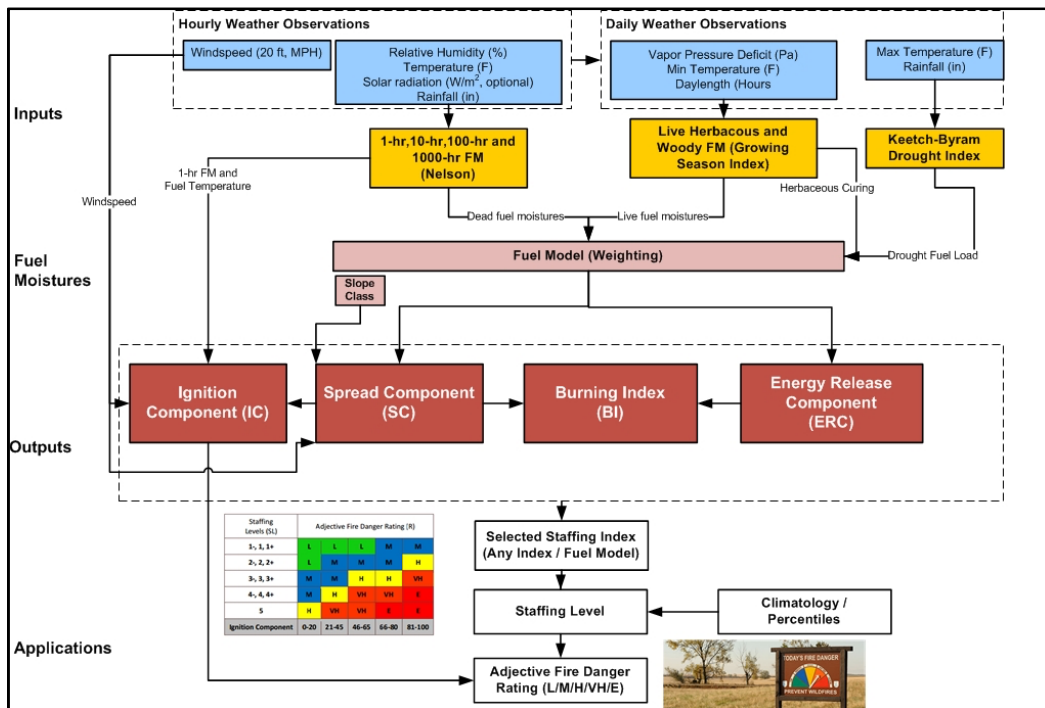 Hourly Weather Observations
Daily Weather Observations
Windspeed (20 ft, MPH)
Relative Humidity (%)
Temperature (F)
Solar radiation (W/m², optional)
Rainfall (in)
Vapor Pressure Deficit (Pa)
Min Temperature (F)
Daylength (Hours
Max Temperature (F)
Rainfall (in)
Inputs
1-hr,10-hr,100-hr and
1000-hr FM
(Nelson)
Live Herbacous and
Woody FM (Growing
Season Index)
Keetch-Byram
Drought Index
1-hr FM and
Fuel Temperature
Windspeed
Herbaceous Curing
Dead fuel moistures
Live fuel moistures
Fuel
Moistures
Fuel Model (Weighting)
Drought Fuel Load
Slope
Class
Ignition
Component (IC)
Spread Component
(SC)
Burning Index
(BI)
Energy Release
Component
(ERC)
Outputs
Staffing
Levels (SL)
Adjective Fire Danger Rating (R)
1-, 1, 1+ L L L M M
2-, 2, 2+ L M M M H
3-, 3, 3+ M M H H VH
4-, 4, 4+ M H VH VH E
5 H VH VH E E
Ignition Component 0-20 21-45 46-65 66-80 81-100
Selected Staffing Index
(Any Index / Fuel Model)
Staffing Level
Climatology /
Percentiles
Applications
Adjective Fire Danger
Rating (L/M/H/VH/E)
TODAY'S FIRE DANGER
PREVENT WILDFIRES